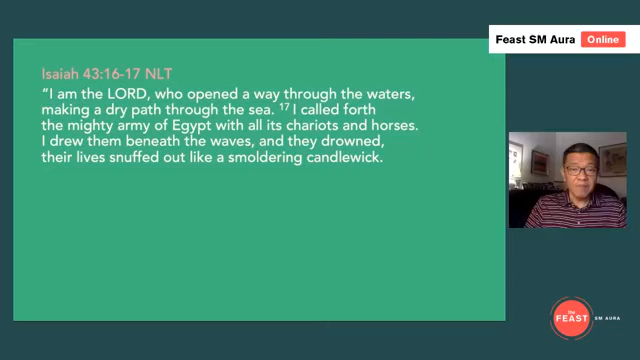 Feast SM Aura Online
Isaiah 43:16-17 NLT
“I am the LORD, who opened a way through the waters,
making a dry path through the sea. 17 I called forth
the mighty army of Egypt with all its chariots and horses.
I drew them beneath the waves, and they drowned,
their lives snuffed out like a smoldering candlewick.
the
FEAST SM AURA